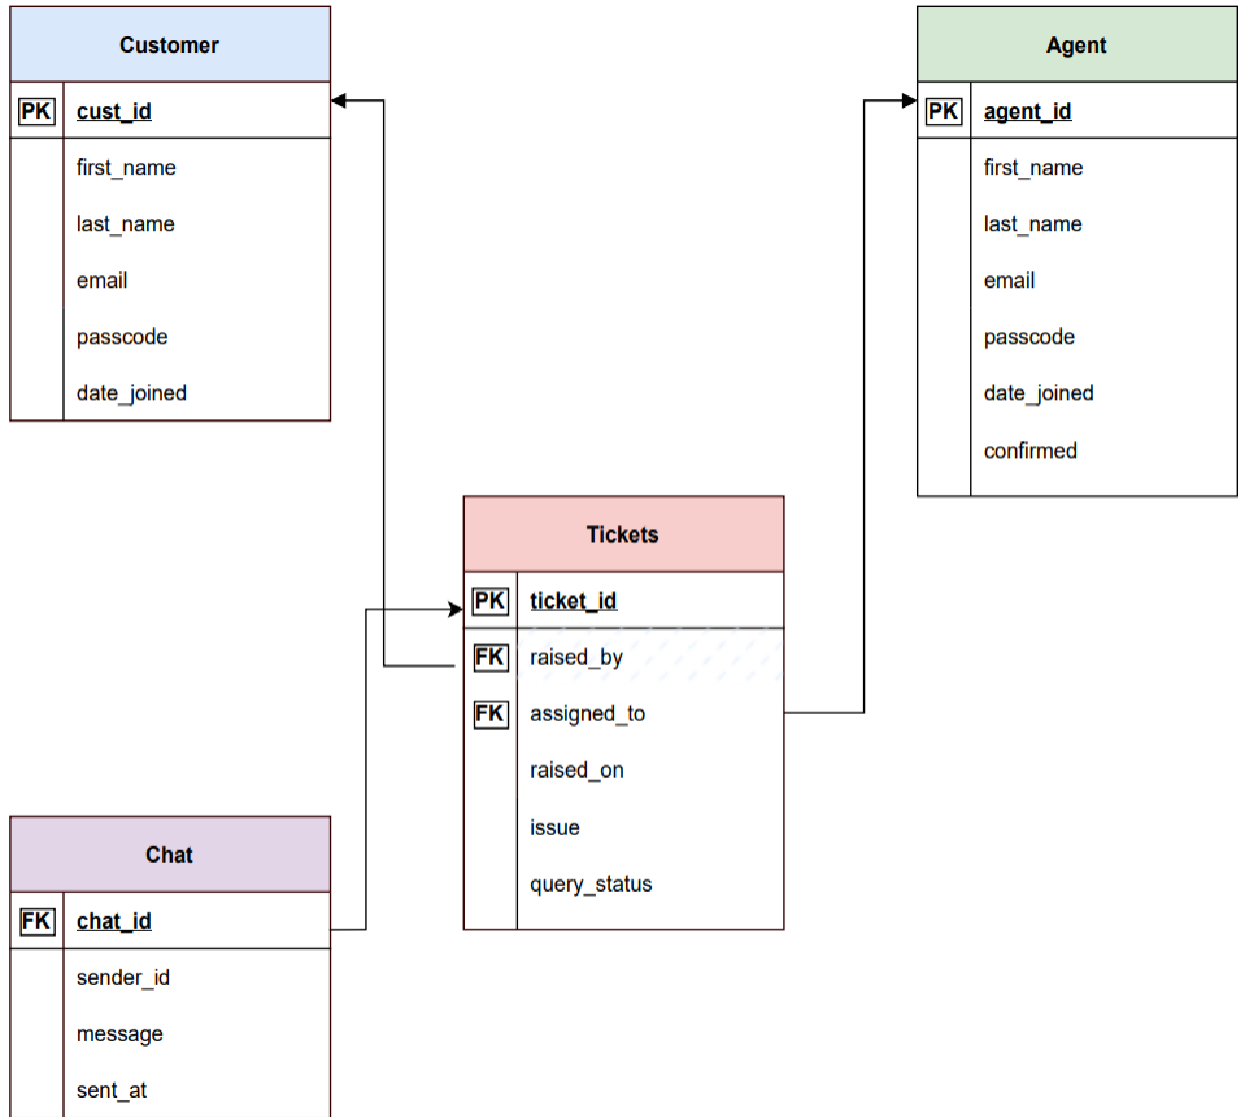 Customer
PK cust_id
first_name
last_name
email
passcode
date_joined
Agent
PK agent_id
first_name
last_name
email
passcode
date_joined
confirmed
Tickets
PK ticket_id
FK raised_by
FK assigned_to
raised_on
issue
query_status
Chat
FK chat_id
sender_id
message
sent_at